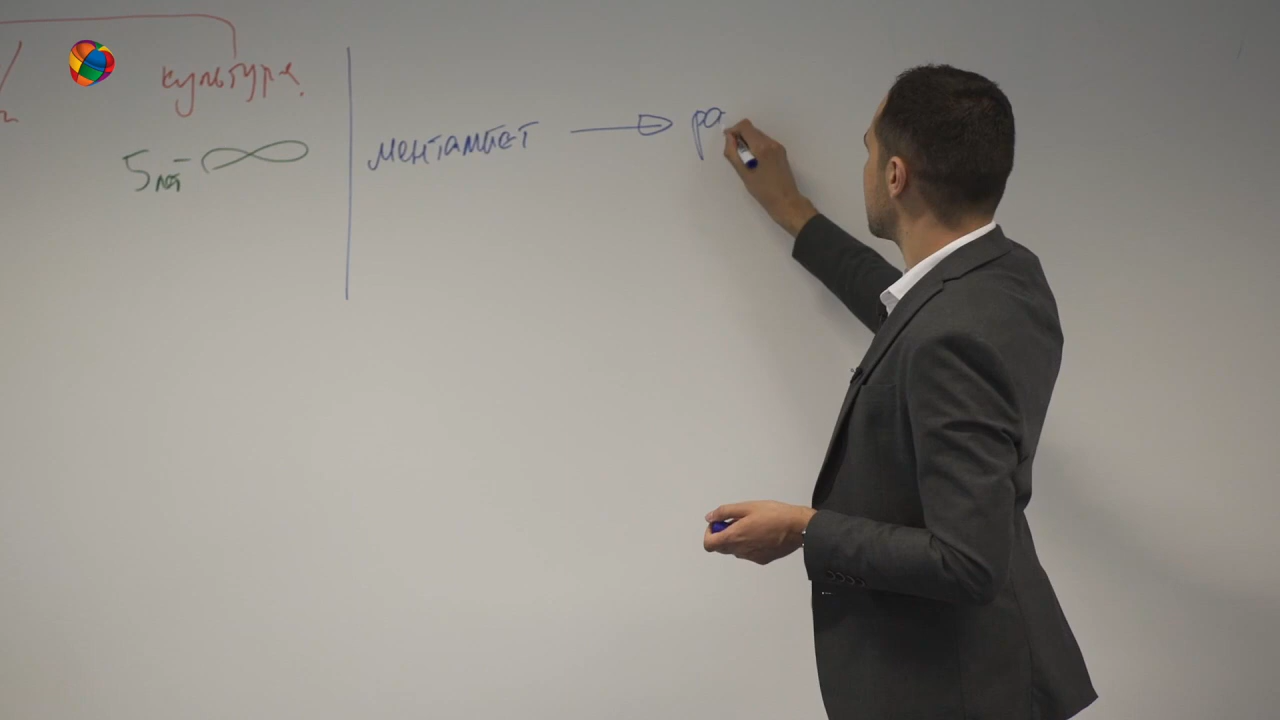 культура
5 лет - ∞
менталитет → ра